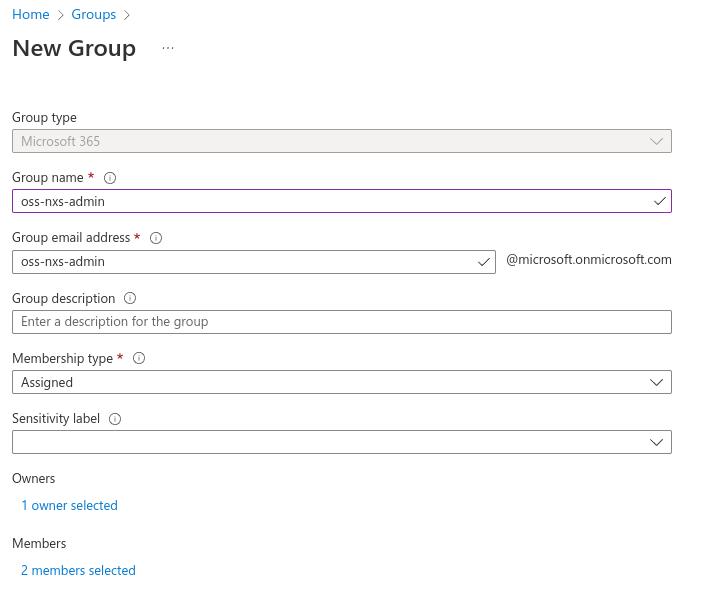 Home > Groups >
New Group ...
Group type
Microsoft 365
Group name *
oss-nxs-admin
Group email address *
oss-nxs-admin @microsoft.onmicrosoft.com
Group description
Enter a description for the group
Membership type *
Assigned
Sensitivity label
Owners
1 owner selected
Members
2 members selected